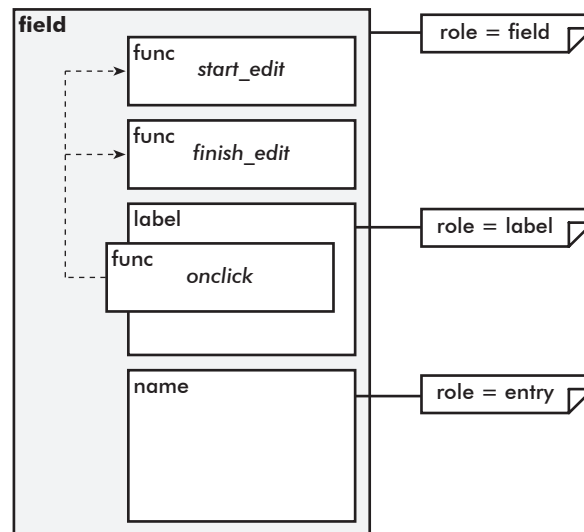 field
role = field
func
start_edit
func
finish_edit
label
role = label
func
onclick
name
role = entry